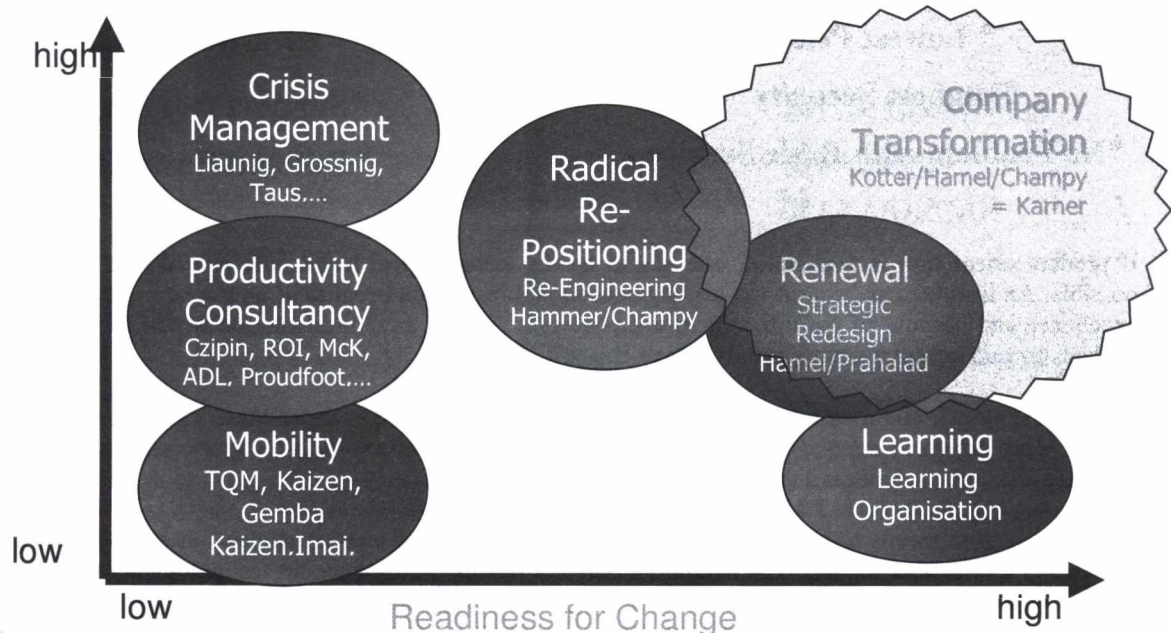 high
Crisis
Management
Liaunig, Grossnig,
Taus,...
Productivity
Consultancy
Czipin, ROI, McK,
ADL, Proudfoot,...
Mobility
TQM, Kaizen,
Gemba
Kaizen.Imai.
Radical
Re-
Positioning
Re-Engineering
Hammer/Champy
Company
Transformation
Kotter/Hamel/Champy
= Karner
Renewal
Strategic
Redesign
Hamel/Prahalad
Learning
Learning
Organisation
low
low
Readiness for Change
high